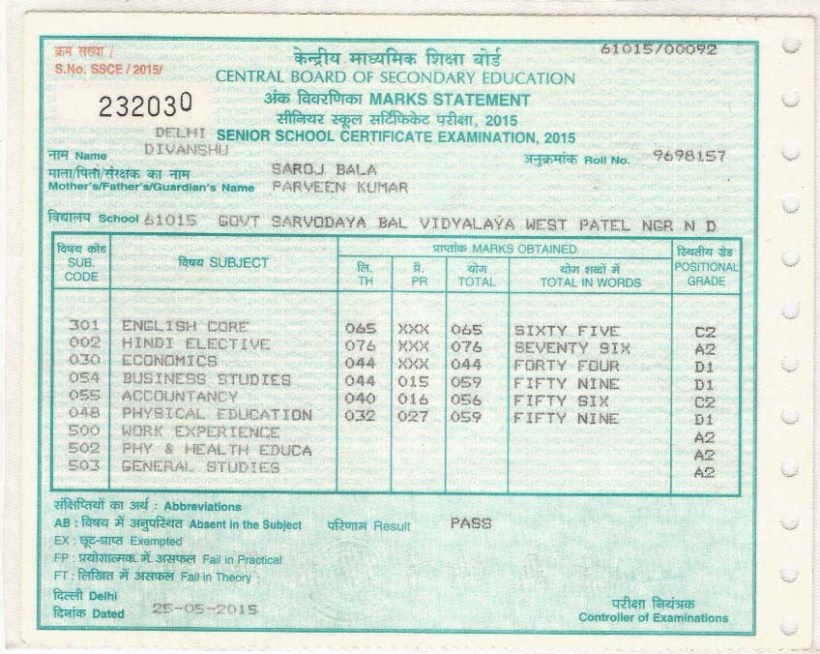 क्रम संख्या / 61015/00092
S.No. SSCE / 2015/
केन्द्रीय माध्यमिक शिक्षा बोर्ड
CENTRAL BOARD OF SECONDARY EDUCATION
232030
अंक विवरणिका MARKS STATEMENT
सीनियर स्कूल सर्टिफिकेट परीक्षा, 2015
DELHI SENIOR SCHOOL CERTIFICATE EXAMINATION, 2015
नाम Name DIVANSHU अनुक्रमांक Roll No. 9698157
माता/पिता/संरक्षक का नाम SAROJ BALA
Mother's/Father's/Guardian's Name PARVEEN KUMAR
विद्यालय School 61015 GOVT SARVODAYA BAL VIDYALAYA WEST PATEL NGR N D
विषय कोड SUB. CODE विषय SUBJECT प्राप्तांक MARKS OBTAINED स्थितीय ग्रेड POSITIONAL GRADE
लि. TH प्रै. PR योग TOTAL योग शब्दों में TOTAL IN WORDS
301 ENGLISH CORE 065 XXX 065 SIXTY FIVE C2
002 HINDI ELECTIVE 076 XXX 076 SEVENTY SIX A2
030 ECONOMICS 044 XXX 044 FORTY FOUR D1
054 BUSINESS STUDIES 044 015 059 FIFTY NINE D1
055 ACCOUNTANCY 040 016 056 FIFTY SIX C2
048 PHYSICAL EDUCATION 032 027 059 FIFTY NINE D1
500 WORK EXPERIENCE A2
502 PHY & HEALTH EDUCA A2
503 GENERAL STUDIES A2
संक्षिप्तियों का अर्थ : Abbreviations
AB : विषय में अनुपस्थित Absent in the Subject परिणाम Result PASS
EX : छूट-प्राप्त Exempted
FP : प्रयोगात्मक में असफल Fail in Practical
FT : लिखित में असफल Fail in Theory
दिल्ली Delhi
दिनांक Dated 25-05-2015
परीक्षा नियंत्रक
Controller of Examinations